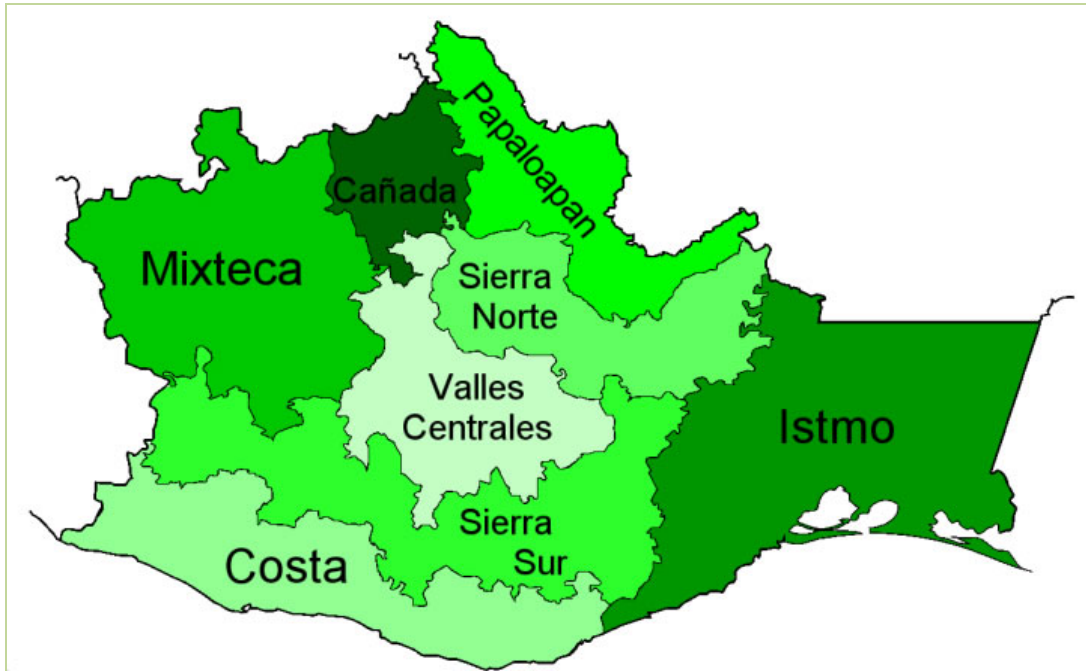 Papaloapan
Cañada
Mixteca
Sierra
Norte
Valles
Centrales
Istmo
Sierra
Sur
Costa